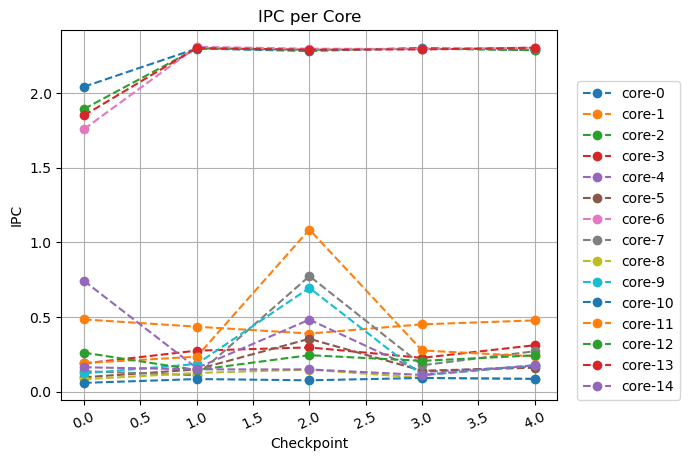 IPC per Core
IPC
2.0
1.5
1.0
0.5
0.0
0.0 0.5 1.0 1.5 2.0 2.5 3.0 3.5 4.0
Checkpoint
core-0
core-1
core-2
core-3
core-4
core-5
core-6
core-7
core-8
core-9
core-10
core-11
core-12
core-13
core-14